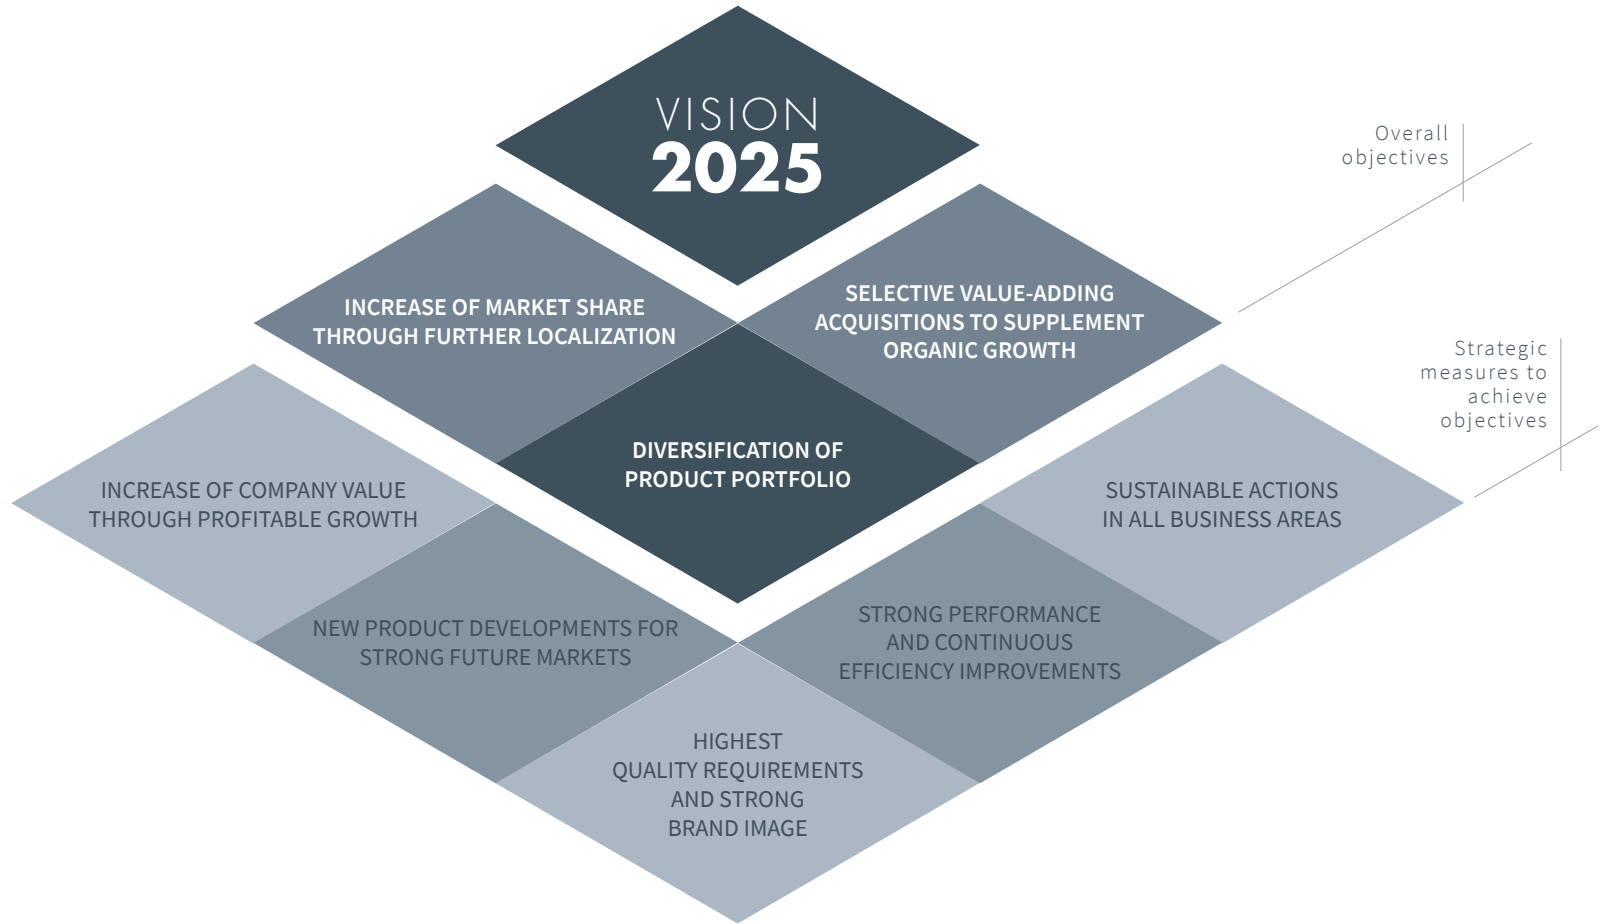 VISION
2025
Overall
objectives
INCREASE OF MARKET SHARE
THROUGH FURTHER LOCALIZATION
SELECTIVE VALUE-ADDING
ACQUISITIONS TO SUPPLEMENT
ORGANIC GROWTH
DIVERSIFICATION OF
PRODUCT PORTFOLIO
Strategic
measures to
achieve
objectives
INCREASE OF COMPANY VALUE
THROUGH PROFITABLE GROWTH
NEW PRODUCT DEVELOPMENTS FOR
STRONG FUTURE MARKETS
HIGHEST
QUALITY REQUIREMENTS
AND STRONG
BRAND IMAGE
STRONG PERFORMANCE
AND CONTINUOUS
EFFICIENCY IMPROVEMENTS
SUSTAINABLE ACTIONS
IN ALL BUSINESS AREAS